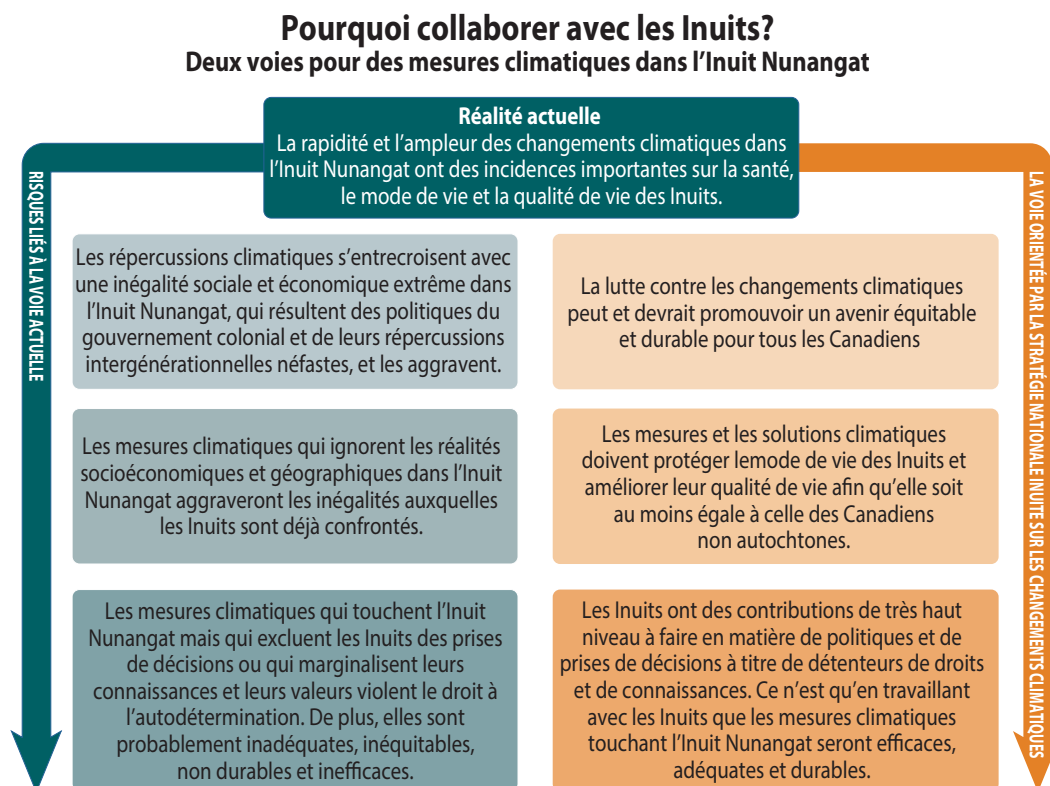 Pourquoi collaborer avec les Inuits?
Deux voies pour des mesures climatiques dans l’Inuit Nunangat
Réalité actuelle
La rapidité et l’ampleur des changements climatiques dans
l’Inuit Nunangat ont des incidences importantes sur la santé,
le mode de vie et la qualité de vie des Inuits.
RISQUES LIÉS À LA VOIE ACTUELLE
Les répercussions climatiques s’entrecroisent avec
une inégalité sociale et économique extrême dans
l’Inuit Nunangat, qui résultent des politiques du
gouvernement colonial et de leurs répercussions
intergénérationnelles néfastes, et les aggravent.
Les mesures climatiques qui ignorent les réalités
socioéconomiques et géographiques dans l’Inuit
Nunangat aggraveront les inégalités auxquelles
les Inuits sont déjà confrontés.
Les mesures climatiques qui touchent l’Inuit
Nunangat mais qui excluent les Inuits des prises
de décisions ou qui marginalisent leurs
connaissances et leurs valeurs violent le droit à
l’autodétermination. De plus, elles sont
probablement inadéquates, inéquitables,
non durables et inefficaces.
LA VOIE ORIENTÉE PAR LA STRATÉGIE NATIONALE INUITE SUR LES CHANGEMENTS CLIMATIQUES
La lutte contre les changements climatiques
peut et devrait promouvoir un avenir équitable
et durable pour tous les Canadiens
Les mesures et les solutions climatiques
doivent protéger lemode de vie des Inuits et
améliorer leur qualité de vie afin qu’elle soit
au moins égale à celle des Canadiens
non autochtones.
Les Inuits ont des contributions de très haut
niveau à faire en matière de politiques et de
prises de décisions à titre de détenteurs de droits
et de connaissances. Ce n’est qu’en travaillant
avec les Inuits que les mesures climatiques
touchant l’Inuit Nunangat seront efficaces,
adéquates et durables.